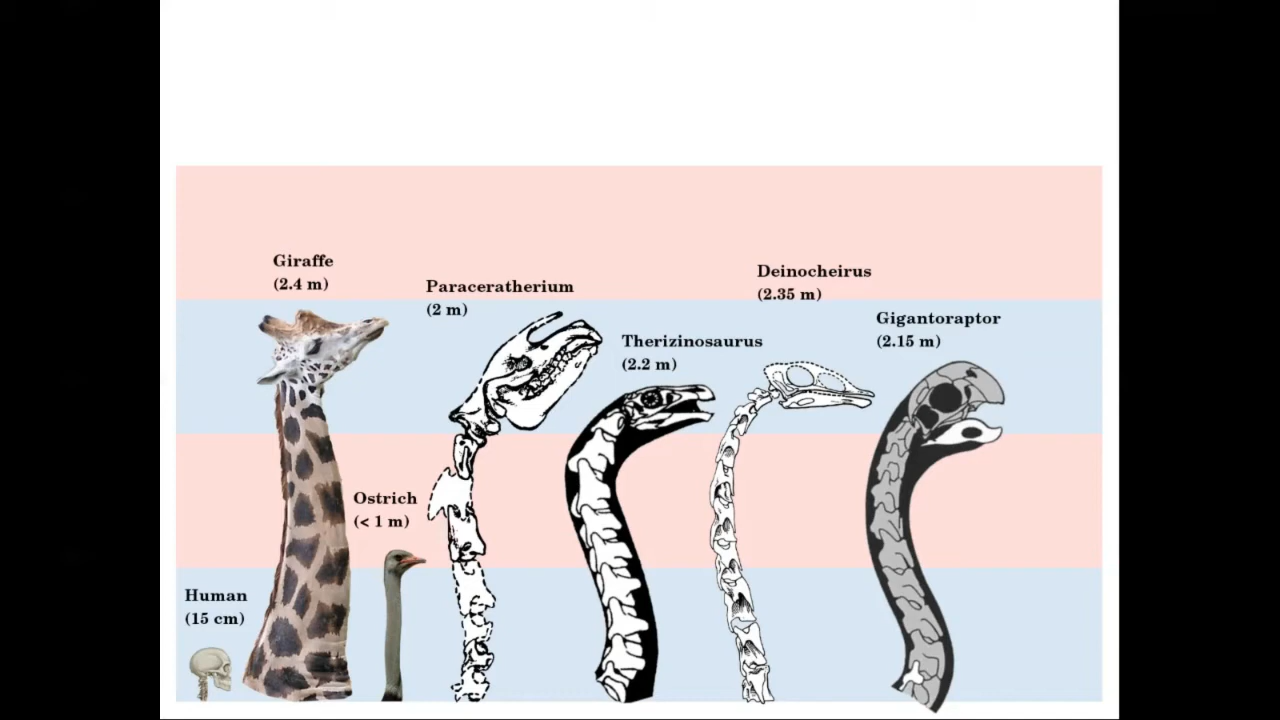 Giraffe
(2.4 m)
Paraceratherium
(2 m)
Therizinosaurus
(2.2 m)
Deinocheirus
(2.35 m)
Gigantoraptor
(2.15 m)
Ostrich
(< 1 m)
Human
(15 cm)